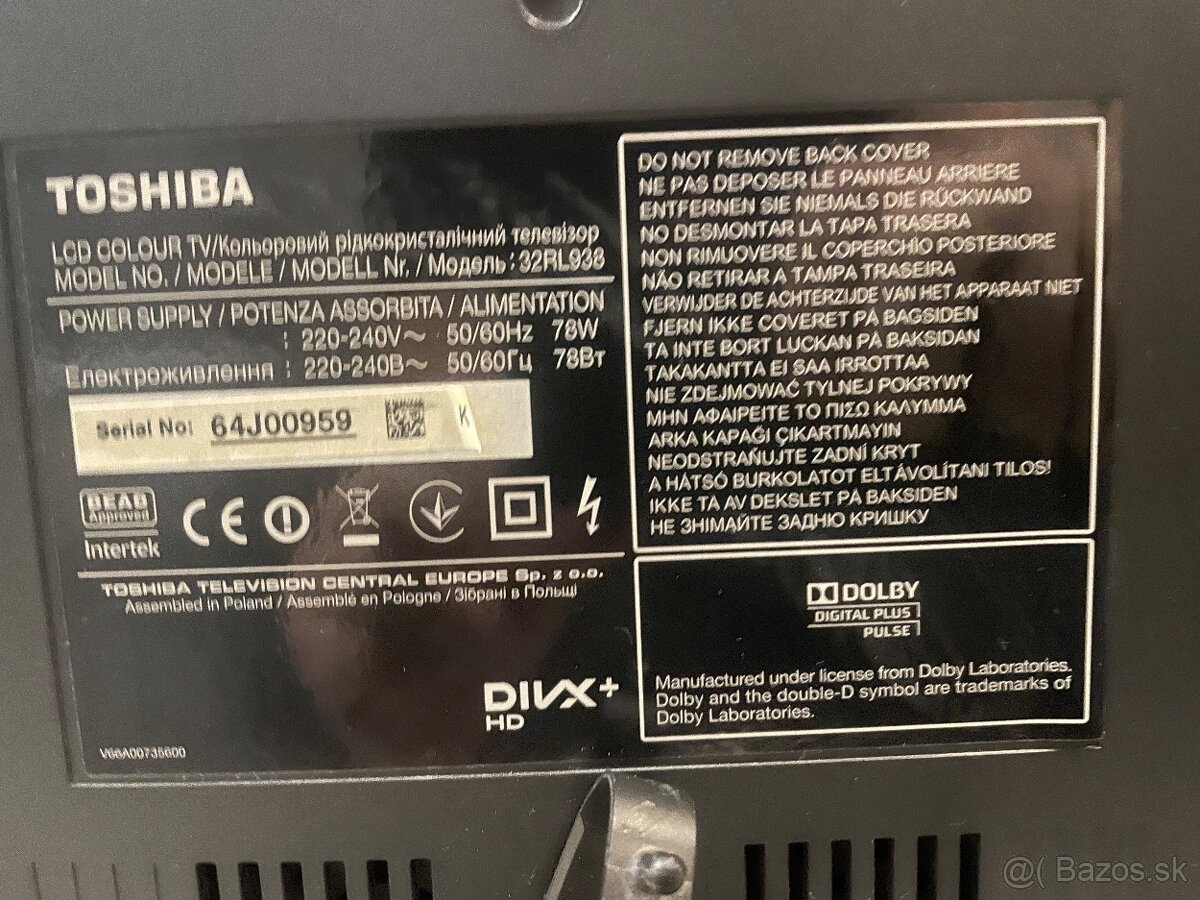 TOSHIBA
LCD COLOUR TV/Кольоровий рідкокристалічний телевізор
MODEL NO. / MODELE / MODELL Nr. / Модель : 32RL938
POWER SUPPLY / POTENZA ASSORBITA / ALIMENTATION
: 220-240V~ 50/60Hz 78W
Електроживлення : 220-240В~ 50/60Гц 78Вт
Serial No: 64J00959 K
BEAB
Approved
Intertek
CE
TOSHIBA TELEVISION CENTRAL EUROPE Sp. z o.o.
Assembled in Poland / Assemblé en Pologne / Зібрані в Польщі
DIVX+
HD
V66A00735600
DO NOT REMOVE BACK COVER
NE PAS DEPOSER LE PANNEAU ARRIERE
ENTFERNEN SIE NIEMALS DIE RÜCKWAND
NO DESMONTAR LA TAPA TRASERA
NON RIMUOVERE IL COPERCHIO POSTERIORE
NÃO RETIRAR A TAMPA TRASEIRA
VERWIJDER DE ACHTERZIJDE VAN HET APPARAAT NIET
FJERN IKKE COVERET PÅ BAGSIDEN
TA INTE BORT LUCKAN PÅ BAKSIDAN
TAKAKANTTA EI SAA IRROTTAA
NIE ZDEJMOWAĆ TYLNEJ POKRYWY
ΜΗΝ ΑΦΑΙΡΕΙΤΕ ΤΟ ΠΙΣΩ ΚΑΛΥΜΜΑ
ARKA KAPAĞI ÇIKARTMAYIN
NEODSTRAŇUJTE ZADNÍ KRYT
A HÁTSÓ BURKOLATOT ELTÁVOLÍTANI TILOS!
IKKE TA AV DEKSLET PÅ BAKSIDEN
НЕ ЗНІМАЙТЕ ЗАДНЮ КРИШКУ
DOLBY
DIGITAL PLUS
PULSE
Manufactured under license from Dolby Laboratories.
Dolby and the double-D symbol are trademarks of
Dolby Laboratories.
@( Bazos.sk